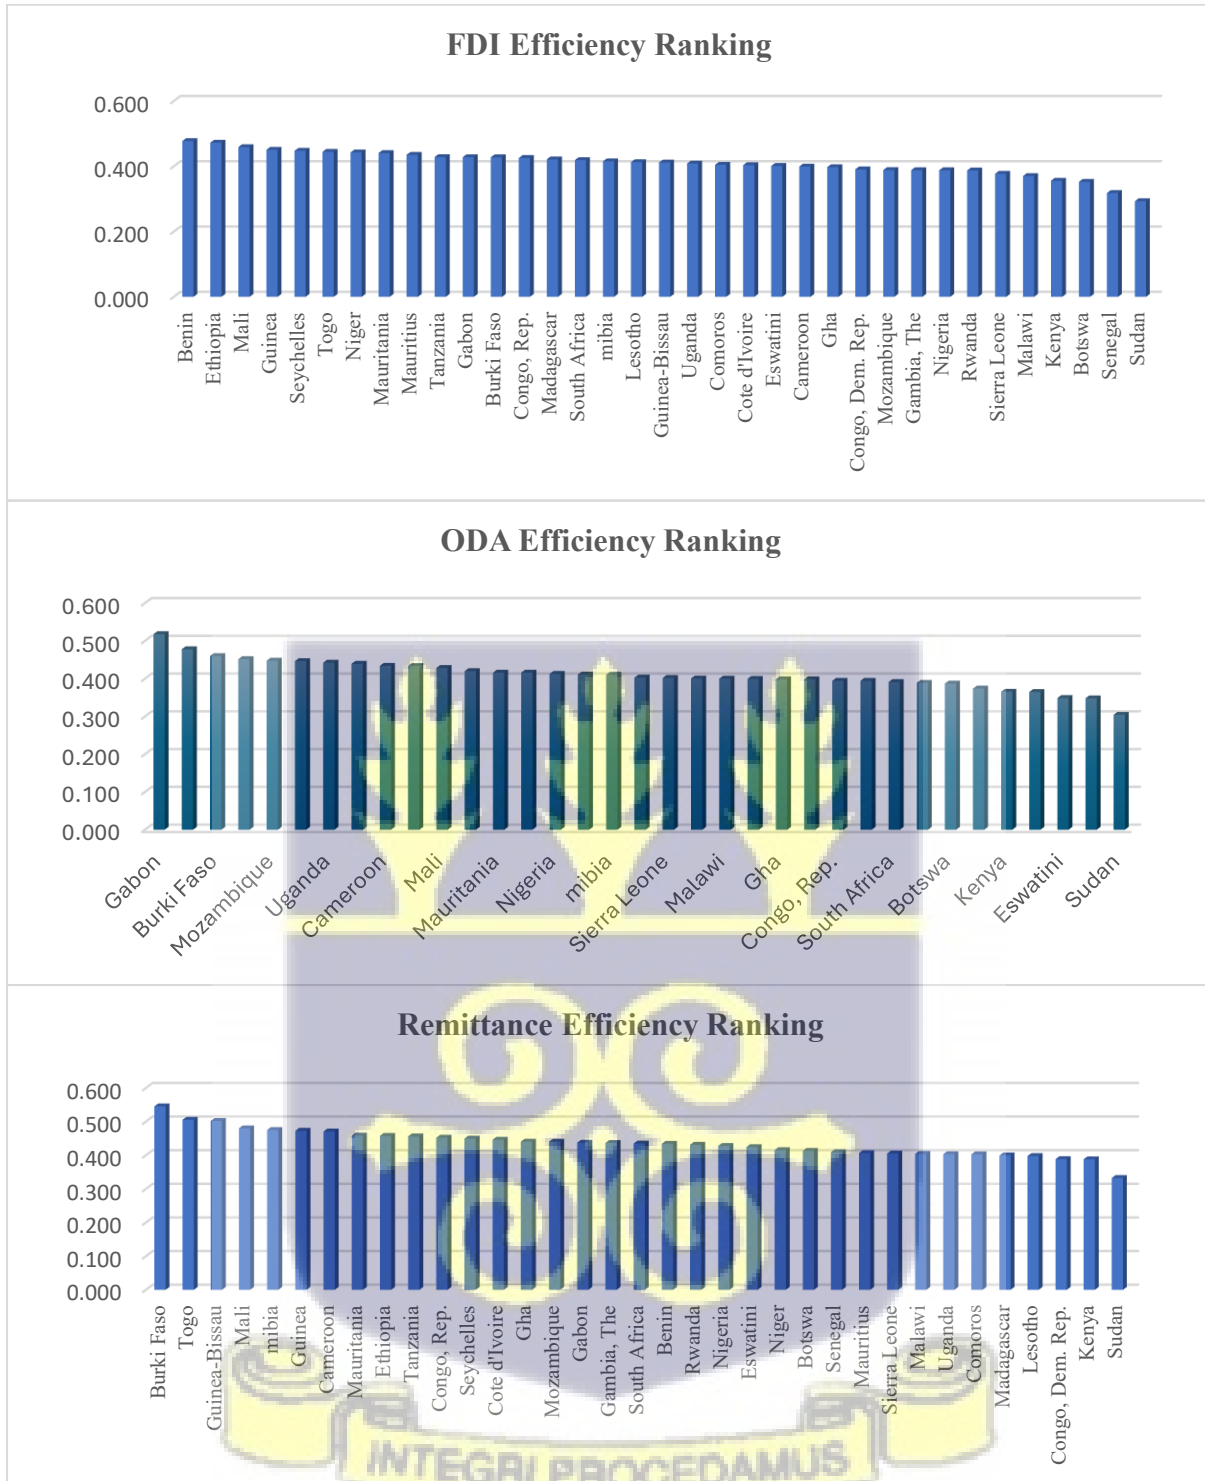 FDI Efficiency Ranking
0.600
0.400
0.200
0.000
Benin
Ethiopia
Mali
Guinea
Seychelles
Togo
Niger
Mauritania
Mauritius
Tanzania
Gabon
Burki Faso
Congo, Rep.
Madagascar
South Africa
mibia
Lesotho
Guinea-Bissau
Uganda
Comoros
Cote d'Ivoire
Eswatini
Cameroon
Gha
Congo, Dem. Rep.
Mozambique
Gambia, The
Nigeria
Rwanda
Sierra Leone
Malawi
Kenya
Botswa
Senegal
Sudan
ODA Efficiency Ranking
0.600
0.500
0.400
0.300
0.200
0.100
0.000
Gabon
Burki Faso
Mozambique
Uganda
Cameroon
Mali
Mauritania
Nigeria
mibia
Sierra Leone
Malawi
Gha
Congo, Rep.
South Africa
Botswa
Kenya
Eswatini
Sudan
Remittance Efficiency Ranking
0.600
0.500
0.400
0.300
0.200
0.100
0.000
Burki Faso
Togo
Guinea-Bissau
Mali
mibia
Guinea
Cameroon
Mauritania
Ethiopia
Tanzania
Congo, Rep.
Seychelles
Cote d'Ivoire
Gha
Mozambique
Gabon
Gambia, The
South Africa
Benin
Rwanda
Nigeria
Eswatini
Niger
Botswa
Senegal
Mauritius
Sierra Leone
Malawi
Uganda
Comoros
Madagascar
Lesotho
Congo, Dem. Rep.
Kenya
Sudan
INTEGRI PROCEDAMUS